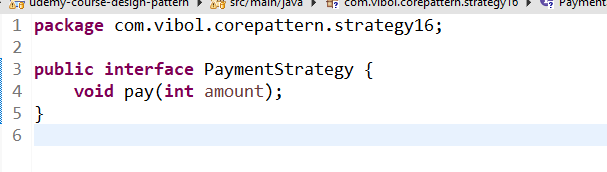 udemy-course-design-pattern src/main/java com.vibol.corepattern.strategy16
1 package com.vibol.corepattern.strategy16;
2
3 public interface PaymentStrategy {
4 void pay(int amount);
5 }
6